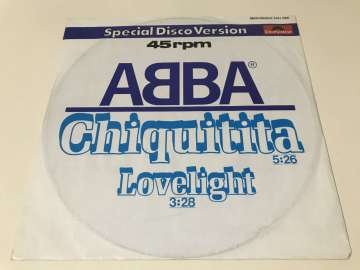 Special Disco Version
45 rpm
ABBA®
Chiquitita
5:26
Lovelight
3:28